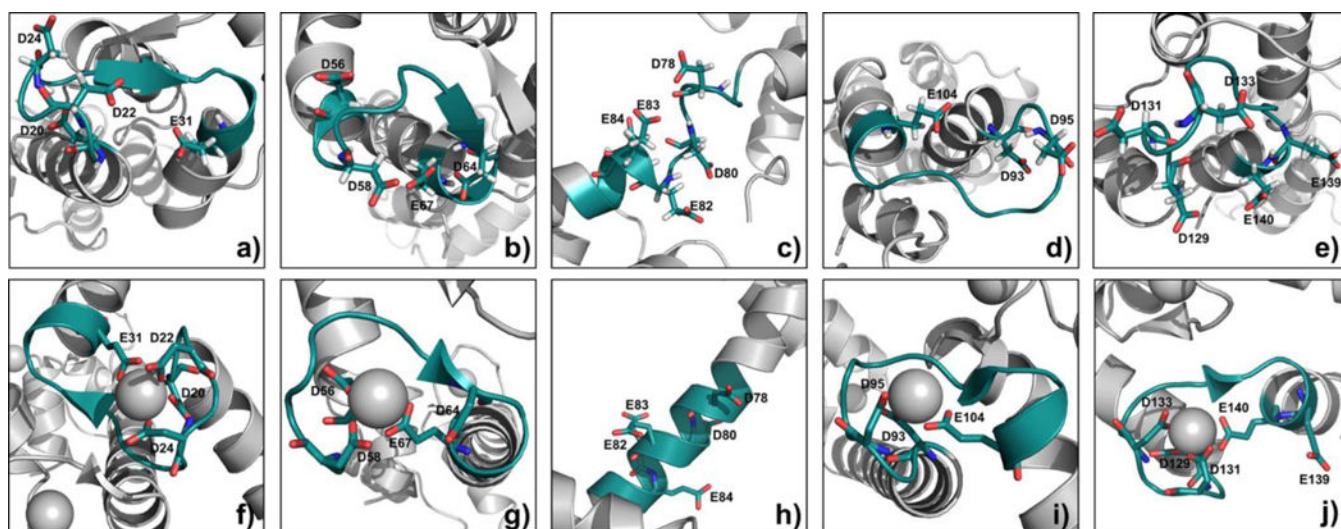 D24
D20
D22
E31
a)
D56
D58
E67
D64
b)
D78
E83
E84
D80
E82
c)
E104
D95
D93
d)
D131
D133
D129
E140
E139
e)
E31
D22
D20
D24
f)
D56
D64
E67
D58
g)
D78
E83
D80
E82
E84
h)
D95
E104
D93
i)
D133
E140
D129
D131
E139
j)